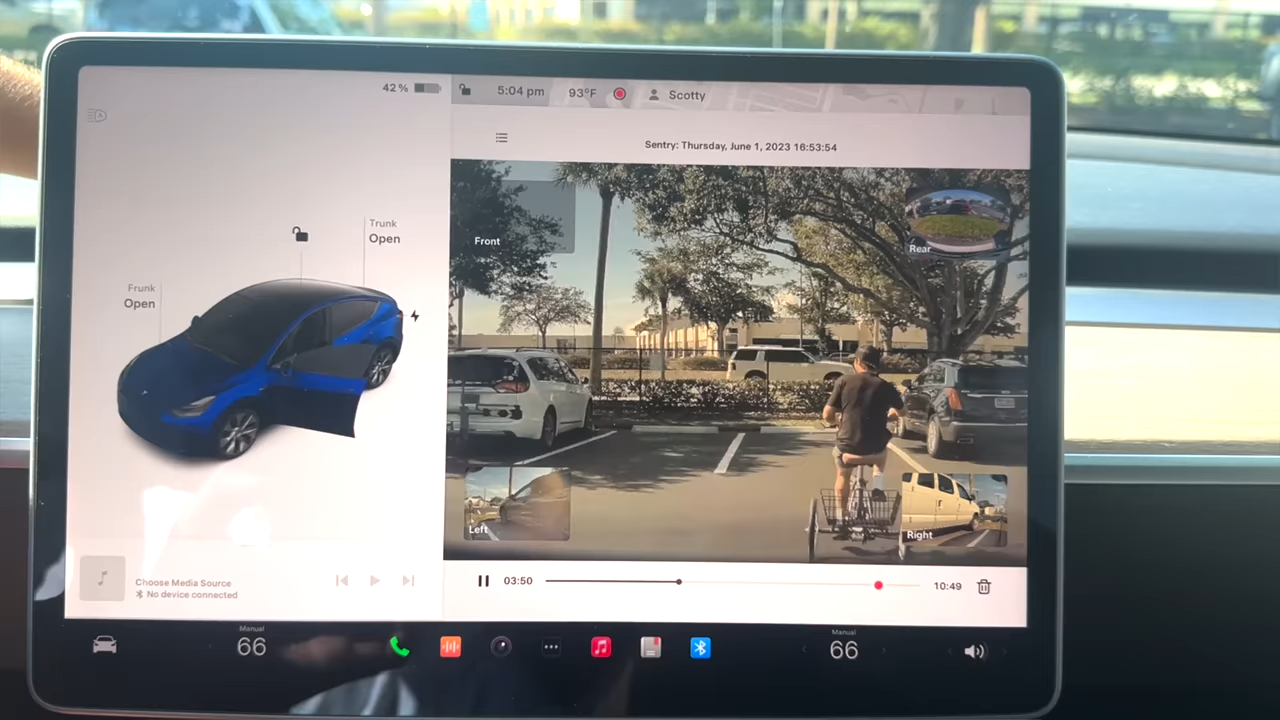 42 %
5:04 pm
93°F
Scotty
Sentry: Thursday, June 1, 2023 16:53:54
Trunk
Open
Frunk
Open
Front
Rear
Left
Right
03:50
10:49
Choose Media Source
No device connected
Manual
66
Manual
66